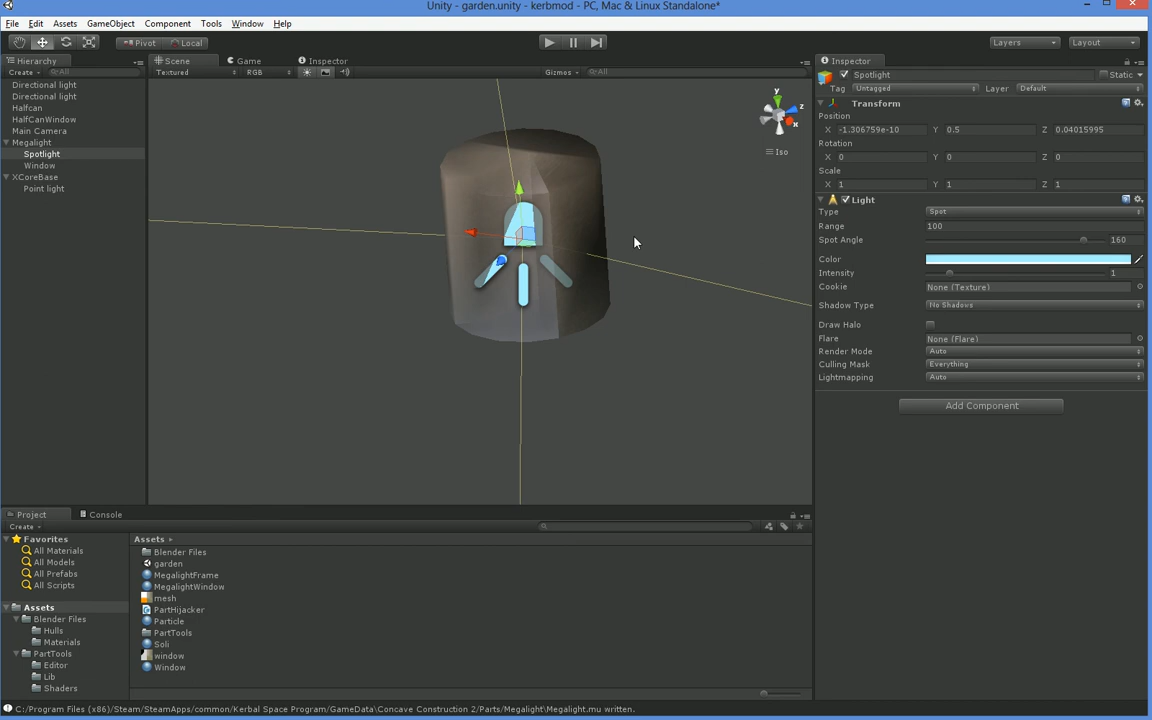 Unity - garden.unity - kerbmod - PC, Mac & Linux Standalone*
File Edit Assets GameObject Component Tools Window Help
Pivot Local Layers Layout
Hierarchy
Create All
Directional light
Directional light
Halfcan
HalfCanWindow
Main Camera
Megalight
Spotlight
Window
XCoreBase
Point light
Scene Game Inspector
Textured RGB Gizmos All
y
z
x
Iso
Inspector
Spotlight Static
Tag Untagged Layer Default
Transform
Position
X -1.306759e-10 Y 0.5 Z 0.04015995
Rotation
X 0 Y 0 Z 0
Scale
X 1 Y 1 Z 1
Light
Type Spot
Range 100
Spot Angle 160
Color
Intensity 1
Cookie None (Texture)
Shadow Type No Shadows
Draw Halo
Flare None (Flare)
Render Mode Auto
Culling Mask Everything
Lightmapping Auto
Add Component
Project Console
Create
Favorites
All Materials
All Models
All Prefabs
All Scripts
Assets
Blender Files
Hulls
Materials
PartTools
Editor
Lib
Shaders
Assets
Blender Files
garden
MegalightFrame
MegalightWindow
mesh
PartHijacker
Particle
PartTools
Soli
window
Window
C:/Program Files (x86)/Steam/SteamApps/common/Kerbal Space Program/GameData\Concave Construction 2/Parts/Megalight\Megalight.mu written.